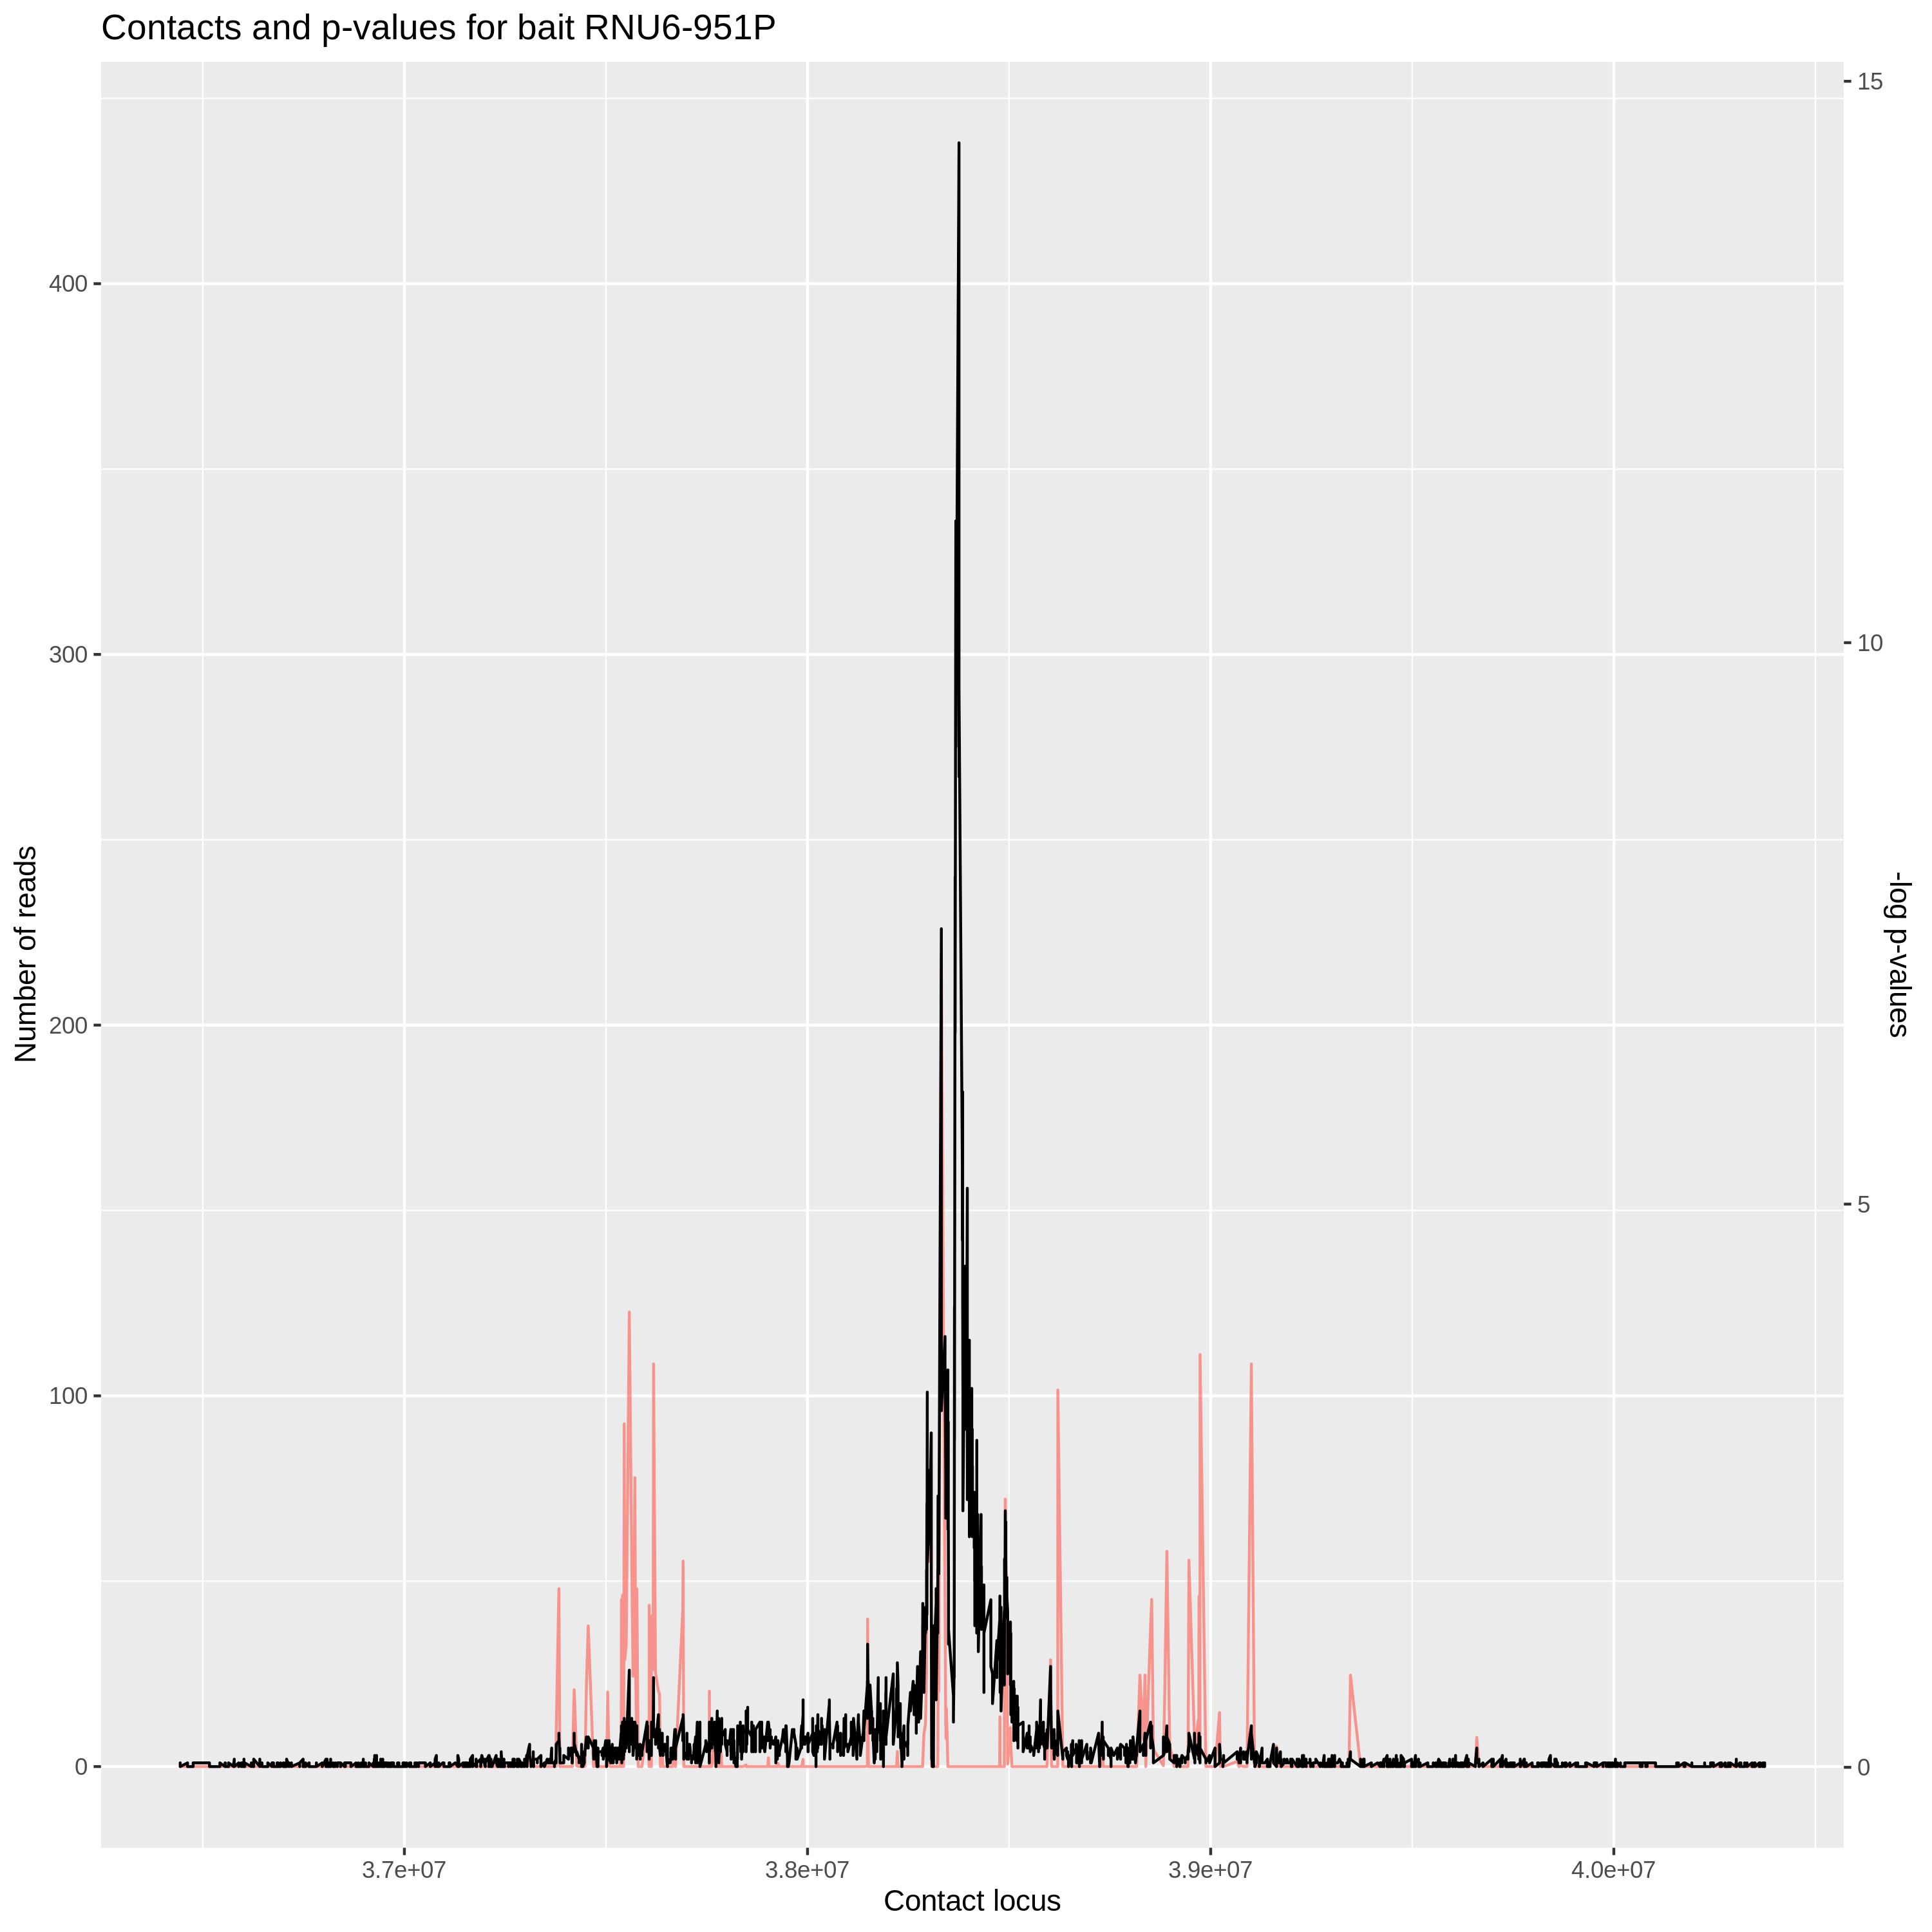 Contacts and p-values for bait RNU6-951P
15
400
300
10
200
5
100
0
0
Number of reads
-log p-values
3.7e+07
3.8e+07
3.9e+07
4.0e+07
Contact locus